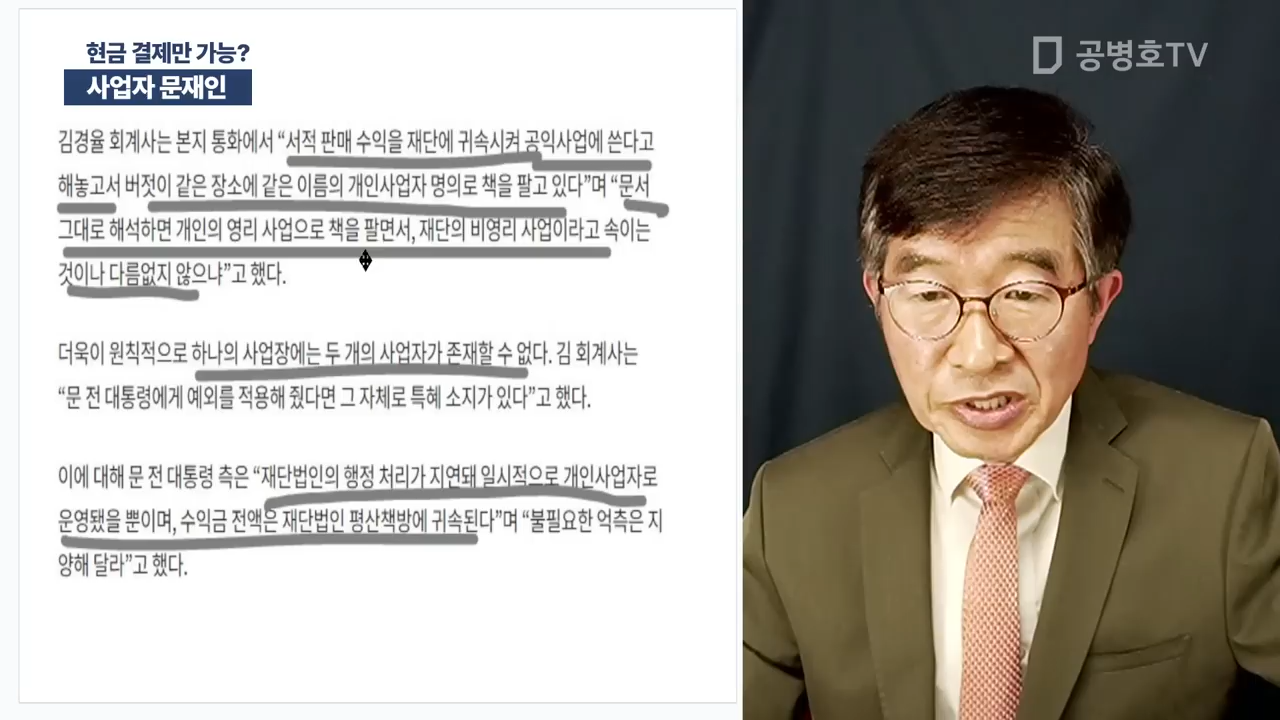 현금 결제만 가능?
사업자 문재인
공병호TV
김경율 회계사는 본지 통화에서 “서적 판매 수익을 재단에 귀속시켜 공익사업에 쓴다고
해놓고서 버젓이 같은 장소에 같은 이름의 개인사업자 명의로 책을 팔고 있다”며 “문서
그대로 해석하면 개인의 영리 사업으로 책을 팔면서, 재단의 비영리 사업이라고 속이는
것이나 다름없지 않으냐”고 했다.
더욱이 원칙적으로 하나의 사업장에는 두 개의 사업자가 존재할 수 없다. 김 회계사는
“문 전 대통령에게 예외를 적용해 줬다면 그 자체로 특혜 소지가 있다”고 했다.
이에 대해 문 전 대통령 측은 “재단법인의 행정 처리가 지연돼 일시적으로 개인사업자로
운영됐을 뿐이며, 수익금 전액은 재단법인 평산책방에 귀속된다”며 “불필요한 억측은 지
양해 달라”고 했다.